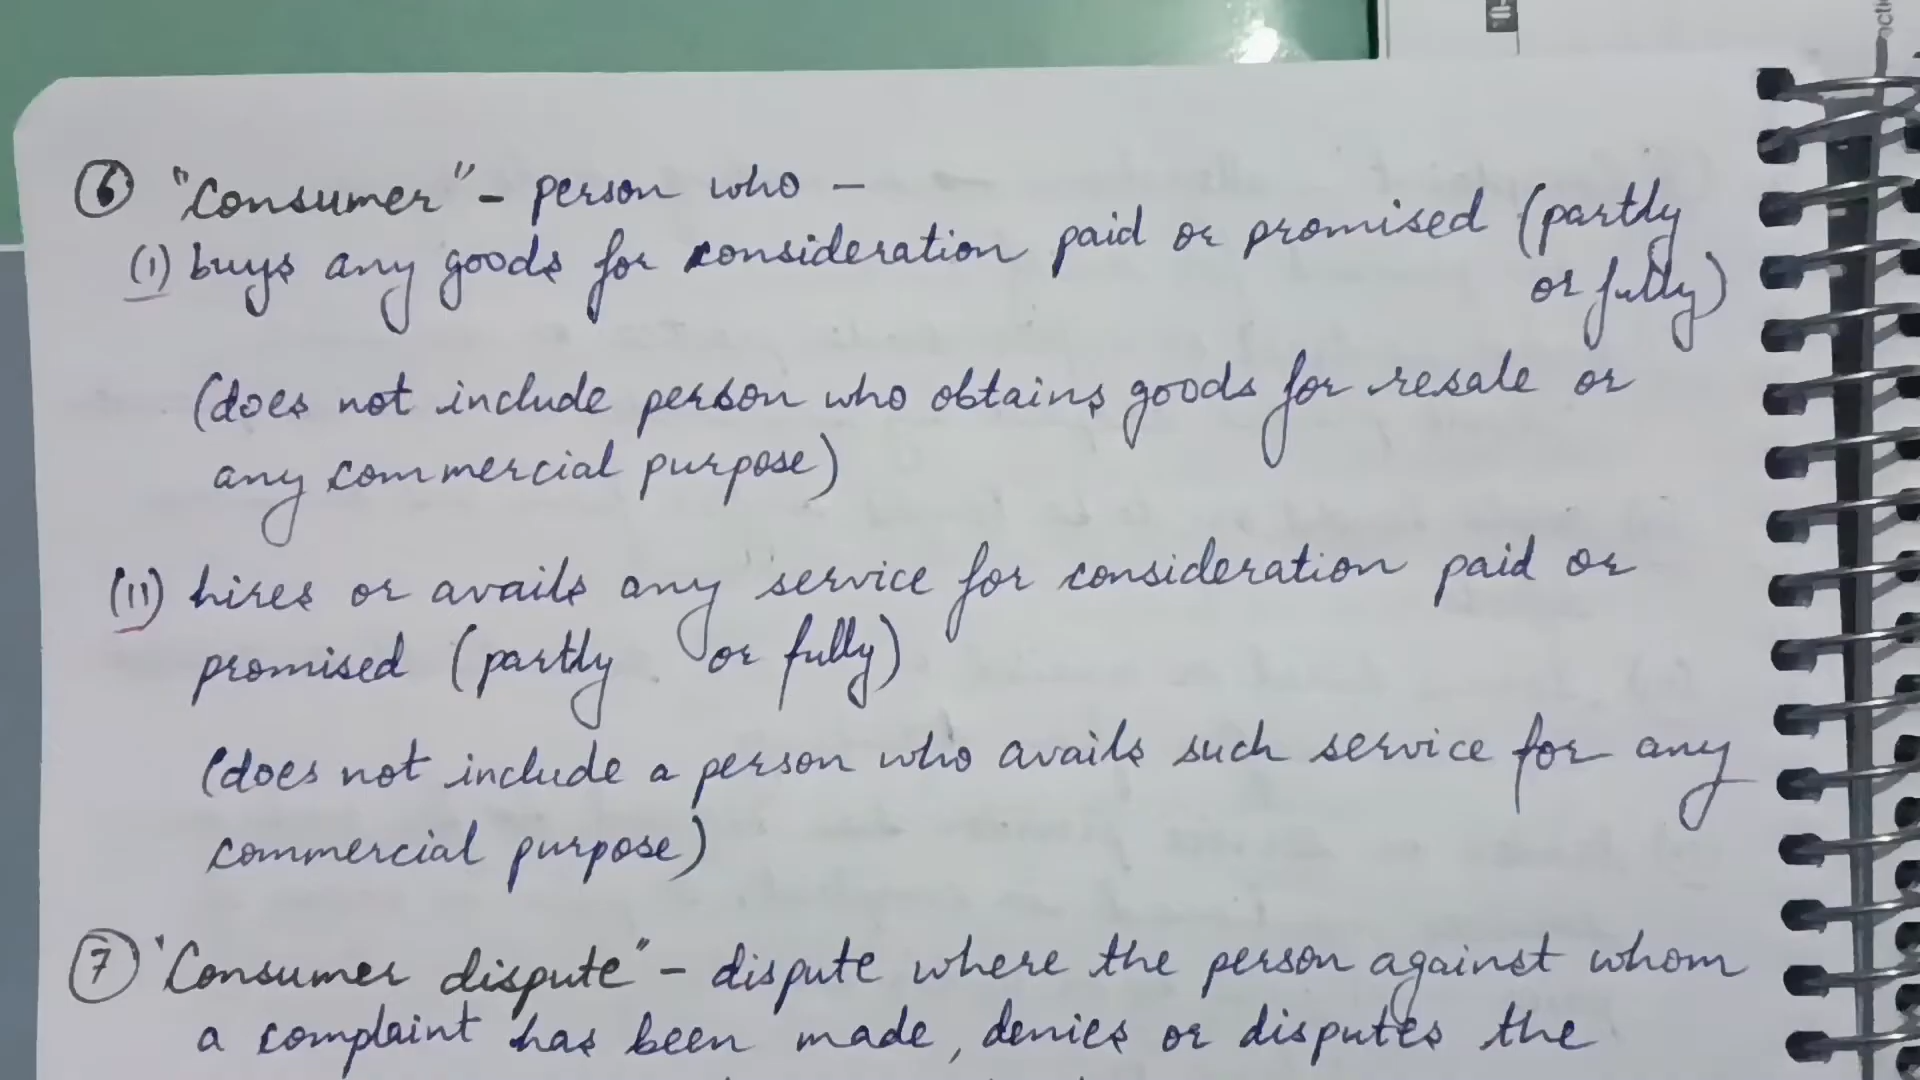 ⑥ "Consumer" – person who –
(i) buys any goods for consideration paid or promised (partly
or fully)
(does not include person who obtains goods for resale or
any commercial purpose)
(ii) hires or avails any service for consideration paid or
promised (partly or fully)
(does not include a person who avails such service for any
commercial purpose)
⑦ "Consumer dispute" – dispute where the person against whom
a complaint has been made, denies or disputes the